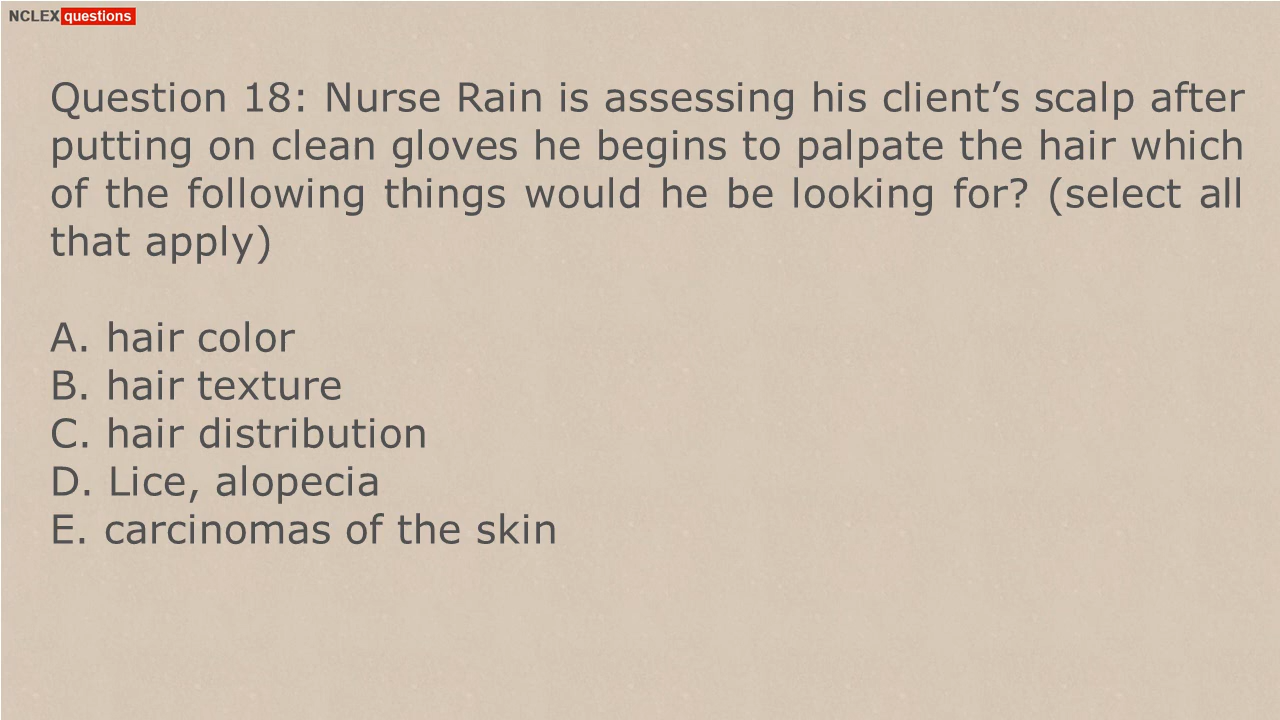 NCLEX questions
Question 18: Nurse Rain is assessing his client’s scalp after
putting on clean gloves he begins to palpate the hair which
of the following things would he be looking for? (select all
that apply)
A. hair color
B. hair texture
C. hair distribution
D. Lice, alopecia
E. carcinomas of the skin